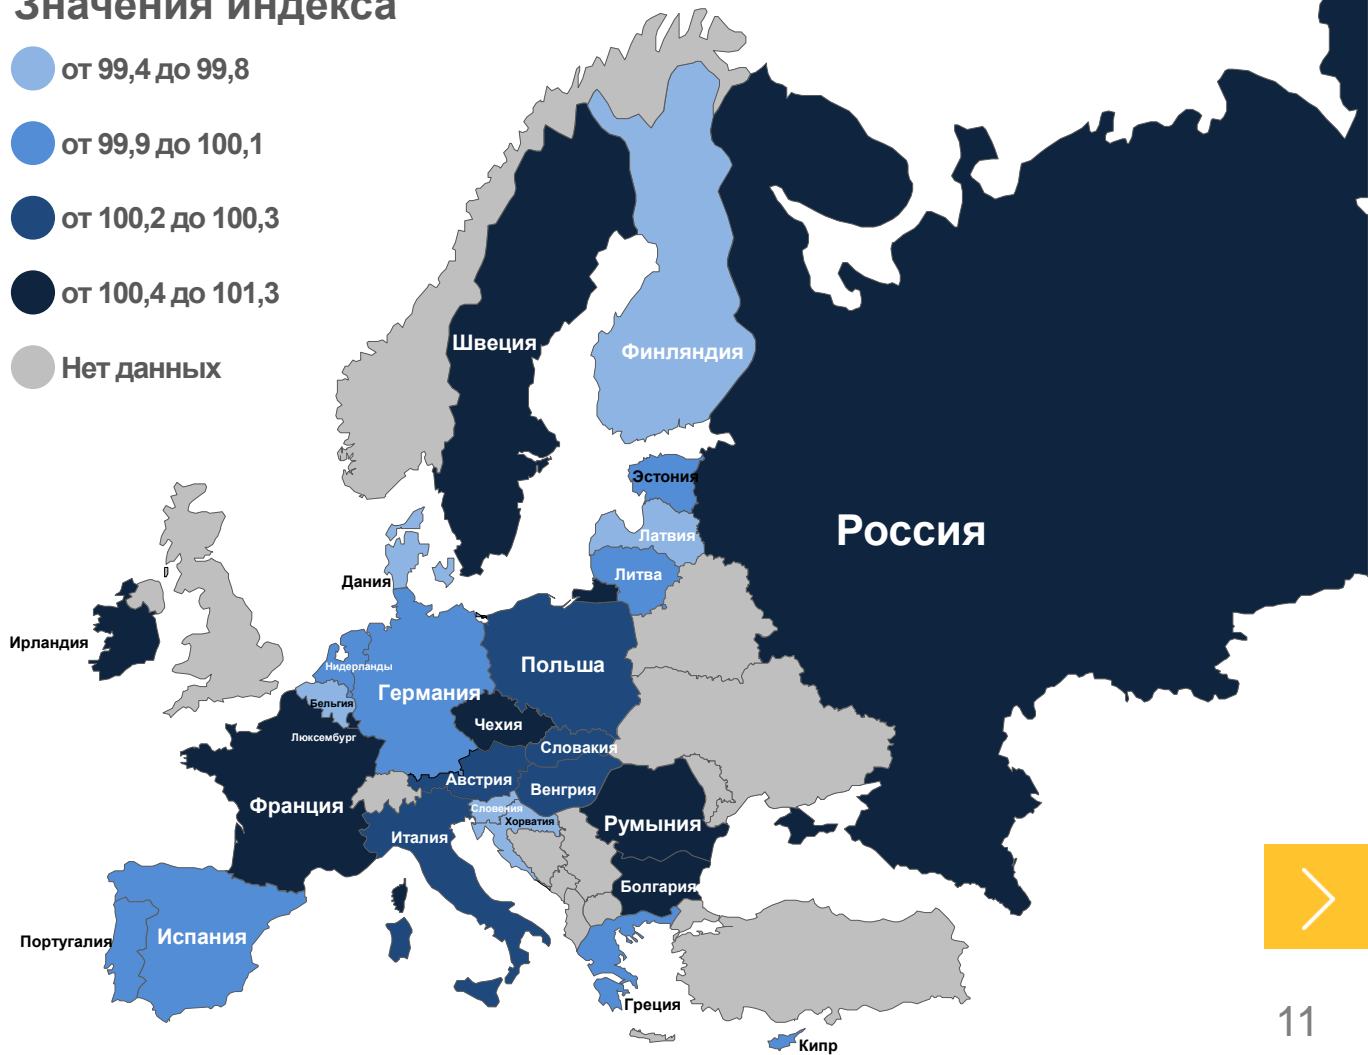 Значения индекса
от 99,4 до 99,8
от 99,9 до 100,1
от 100,2 до 100,3
от 100,4 до 101,3
Нет данных
Швеция
Финляндия
Эстония
Россия
Латвия
Литва
Дания
Ирландия
Нидерланды
Польша
Германия
Бельгия
Чехия
Люксембург
Словакия
Австрия
Венгрия
Франция
Словения
Хорватия
Румыния
Италия
Болгария
Португалия
Испания
Греция
Кипр
11